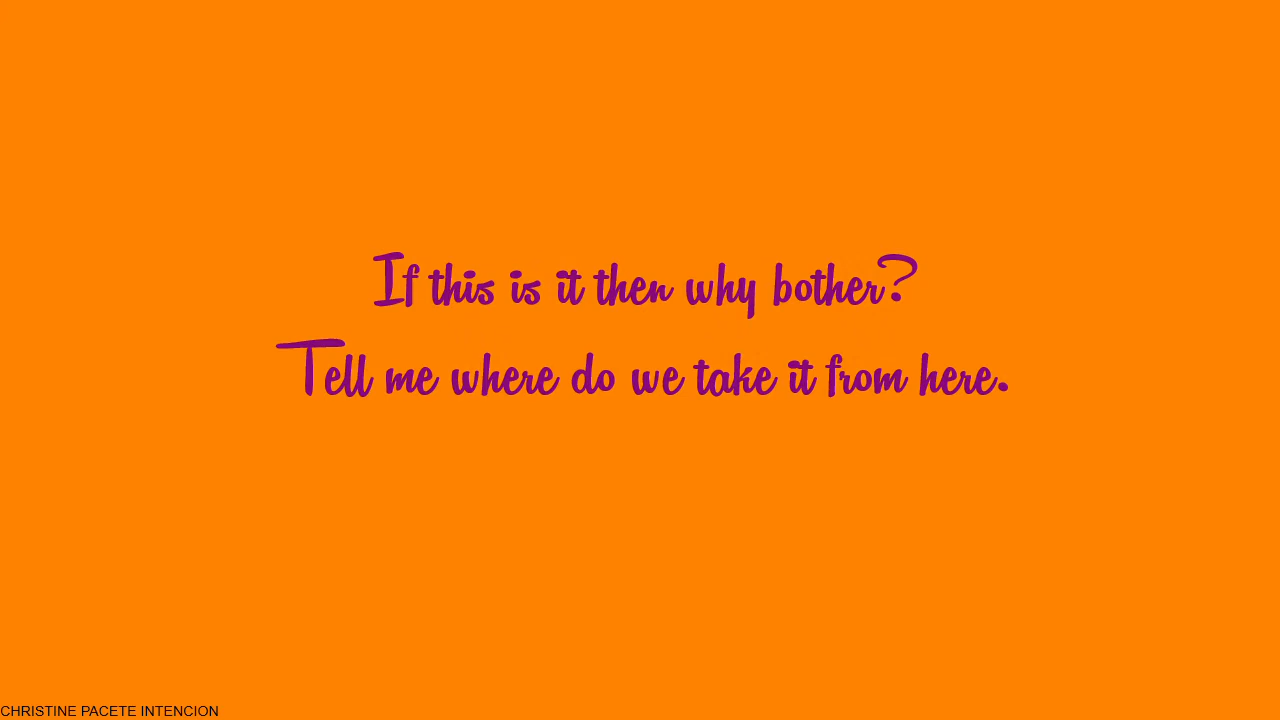 If this is it then why bother?
Tell me where do we take it from here.
CHRISTINE PACETE INTENCION